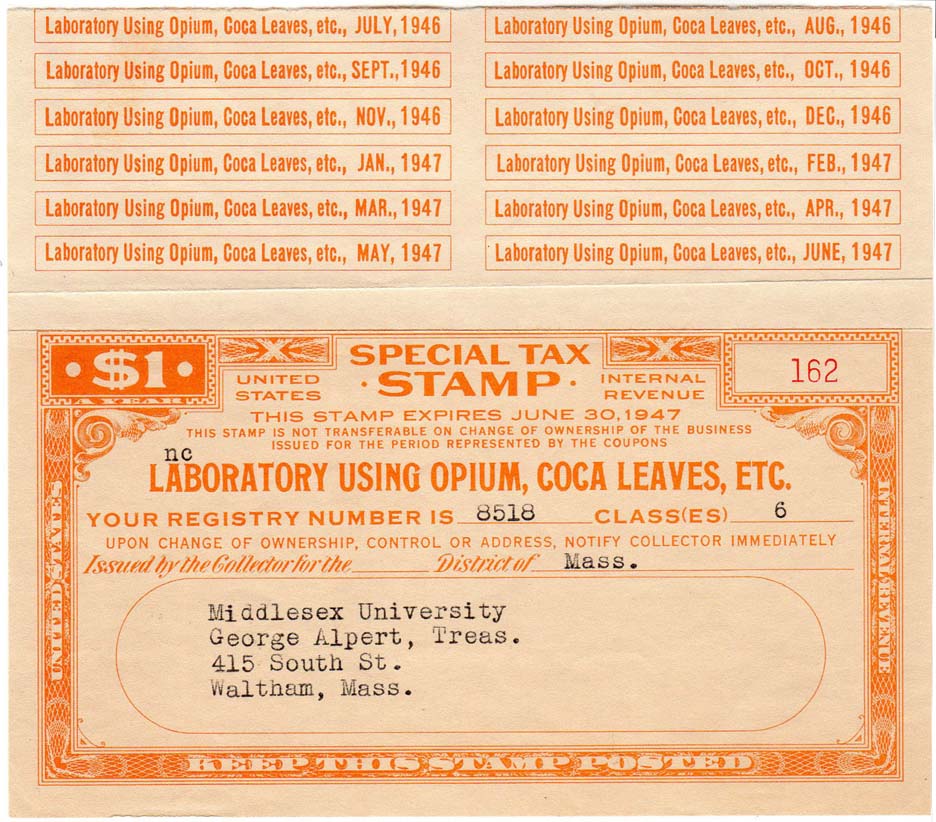 Laboratory Using Opium, Coca Leaves, etc., JULY, 1946
Laboratory Using Opium, Coca Leaves, etc., AUG., 1946
Laboratory Using Opium, Coca Leaves, etc., SEPT., 1946
Laboratory Using Opium, Coca Leaves, etc., OCT., 1946
Laboratory Using Opium, Coca Leaves, etc., NOV., 1946
Laboratory Using Opium, Coca Leaves, etc., DEC., 1946
Laboratory Using Opium, Coca Leaves, etc., JAN., 1947
Laboratory Using Opium, Coca Leaves, etc., FEB., 1947
Laboratory Using Opium, Coca Leaves, etc., MAR., 1947
Laboratory Using Opium, Coca Leaves, etc., APR., 1947
Laboratory Using Opium, Coca Leaves, etc., MAY, 1947
Laboratory Using Opium, Coca Leaves, etc., JUNE, 1947
$1
A YEAR
UNITED
STATES
SPECIAL TAX
STAMP
INTERNAL
REVENUE
162
THIS STAMP EXPIRES JUNE 30, 1947
THIS STAMP IS NOT TRANSFERABLE ON CHANGE OF OWNERSHIP OF THE BUSINESS
ISSUED FOR THE PERIOD REPRESENTED BY THE COUPONS
nc
LABORATORY USING OPIUM, COCA LEAVES, ETC.
YOUR REGISTRY NUMBER IS 8518 CLASS(ES) 6
UPON CHANGE OF OWNERSHIP, CONTROL OR ADDRESS, NOTIFY COLLECTOR IMMEDIATELY
Issued by the Collector for the District of Mass.
Middlesex University
George Alpert, Treas.
415 South St.
Waltham, Mass.
UNITED STATES
INTERNAL REVENUE
KEEP THIS STAMP POSTED